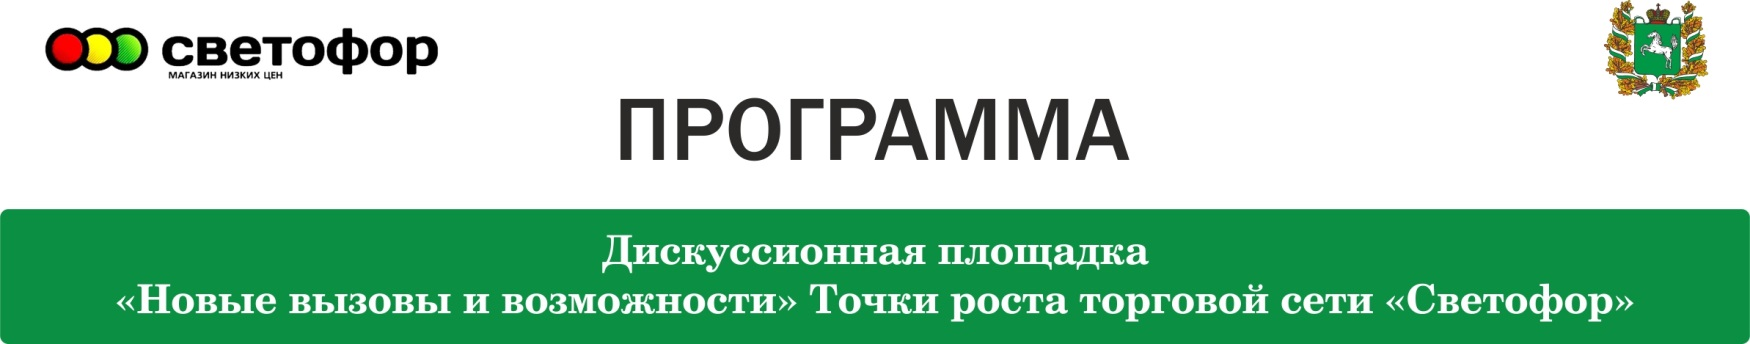 светофор
МАГАЗИН НИЗКИХ ЦЕН
ПРОГРАММА
Дискуссионная площадка
«Новые вызовы и возможности» Точки роста торговой сети «Светофор»